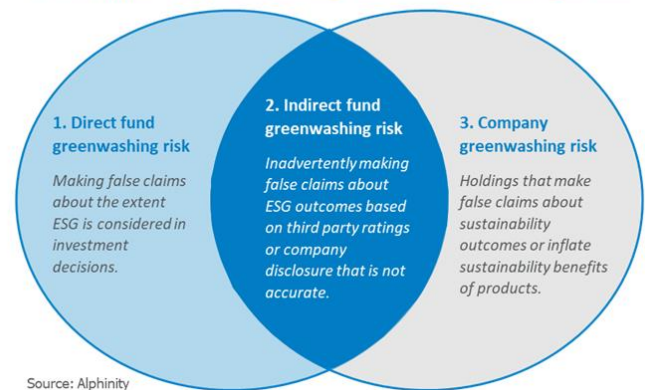 1. Direct fund
greenwashing risk
Making false claims
about the extent
ESG is considered in
investment
decisions.
2. Indirect fund
greenwashing risk
Inadvertently making
false claims about
ESG outcomes based
on third party ratings
or company
disclosure that is not
accurate.
3. Company
greenwashing risk
Holdings that make
false claims about
sustainability
outcomes or inflate
sustainability benefits
of products.
Source: Alphinity